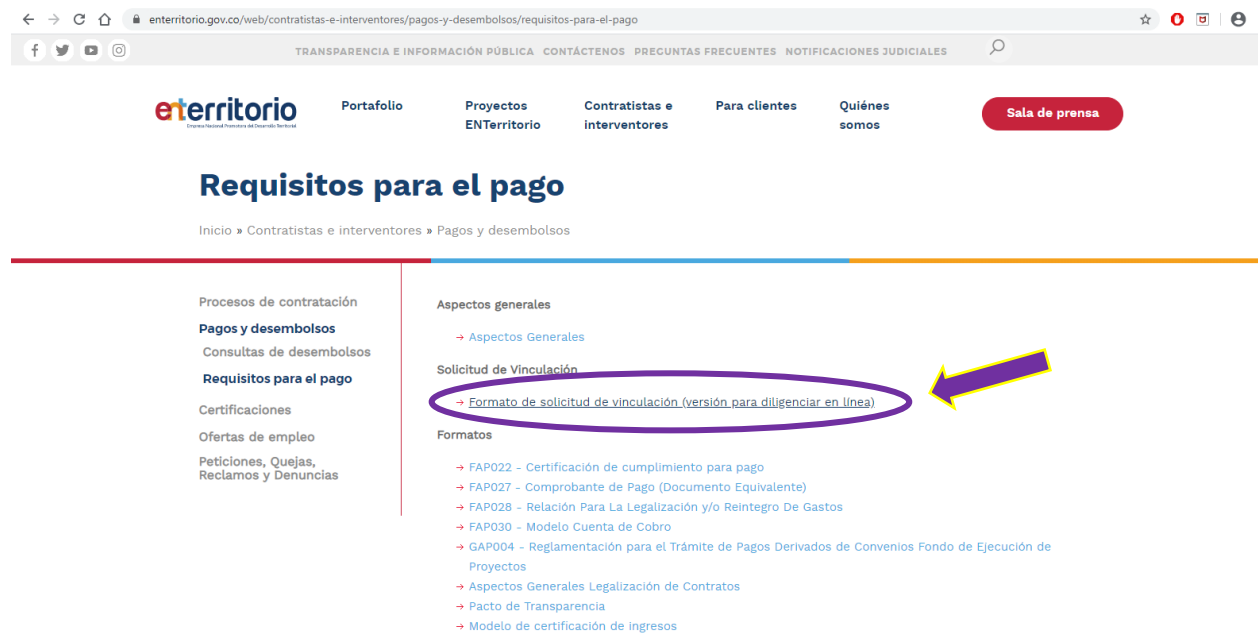 enterritorio.gov.co/web/contratistas-e-interventores/pagos-y-desembolsos/requisitos-para-el-pago
TRANSPARENCIA E INFORMACIÓN PÚBLICA CONTÁCTENOS PREGUNTAS FRECUENTES NOTIFICACIONES JUDICIALES
enterritorio
Empresa Nacional Promotora del Desarrollo Territorial
Portafolio
Proyectos
ENTerritorio
Contratistas e
interventores
Para clientes
Quiénes
somos
Sala de prensa
Requisitos para el pago
Inicio » Contratistas e interventores » Pagos y desembolsos
Procesos de contratación
Pagos y desembolsos
Consultas de desembolsos
Requisitos para el pago
Certificaciones
Ofertas de empleo
Peticiones, Quejas,
Reclamos y Denuncias
Aspectos generales
→ Aspectos Generales
Solicitud de Vinculación
→ Formato de solicitud de vinculación (versión para diligenciar en línea)
Formatos
→ FAP022 - Certificación de cumplimiento para pago
→ FAP027 - Comprobante de Pago (Documento Equivalente)
→ FAP028 - Relación Para La Legalización y/o Reintegro De Gastos
→ FAP030 - Modelo Cuenta de Cobro
→ GAP004 - Reglamentación para el Trámite de Pagos Derivados de Convenios Fondo de Ejecución de
Proyectos
→ Aspectos Generales Legalización de Contratos
→ Pacto de Transparencia
→ Modelo de certificación de ingresos